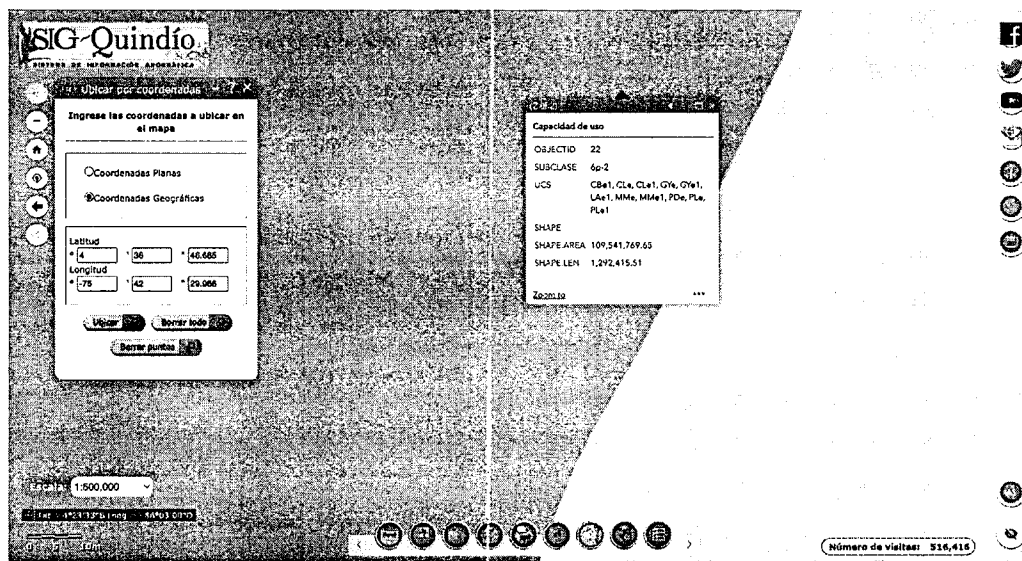 SIG-Quindío
SISTEMA DE INFORMACIÓN GEOGRÁFICA
Ubicar por coordenadas - ? ×
Ingrese las coordenadas a ubicar en
el mapa
Coordenadas Planas
Coordenadas Geográficas
Latitud
° 4 ' 36 " 46.685
Longitud
° -75 ' 42 " 29.066
Ubicar
Borrar todo
Borrar puntos
Capacidad de uso
OBJECTID 22
SUBCLASE 6p-2
UCS CBe1, CLe, CLe1, GYe, GYe1,
LAe1, MMe, MMe1, PDe, PLe,
PLe1
SHAPE
SHAPE.AREA 109,541,769.65
SHAPE.LEN 1,292,415.51
Zoom to
•••
Escala: 1:500,000
Número de visitas: 516,416